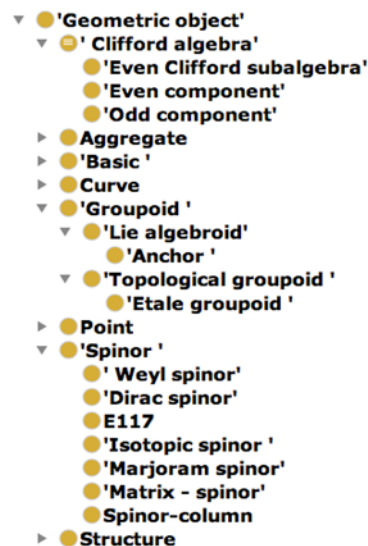 'Geometric object'
' Clifford algebra'
'Even Clifford subalgebra'
'Even component'
'Odd component'
Aggregate
'Basic '
Curve
'Groupoid '
'Lie algebroid'
'Anchor '
'Topological groupoid '
'Etale groupoid '
Point
'Spinor '
' Weyl spinor'
'Dirac spinor'
E117
'Isotopic spinor '
'Marjoram spinor'
'Matrix - spinor'
Spinor-column
Structure